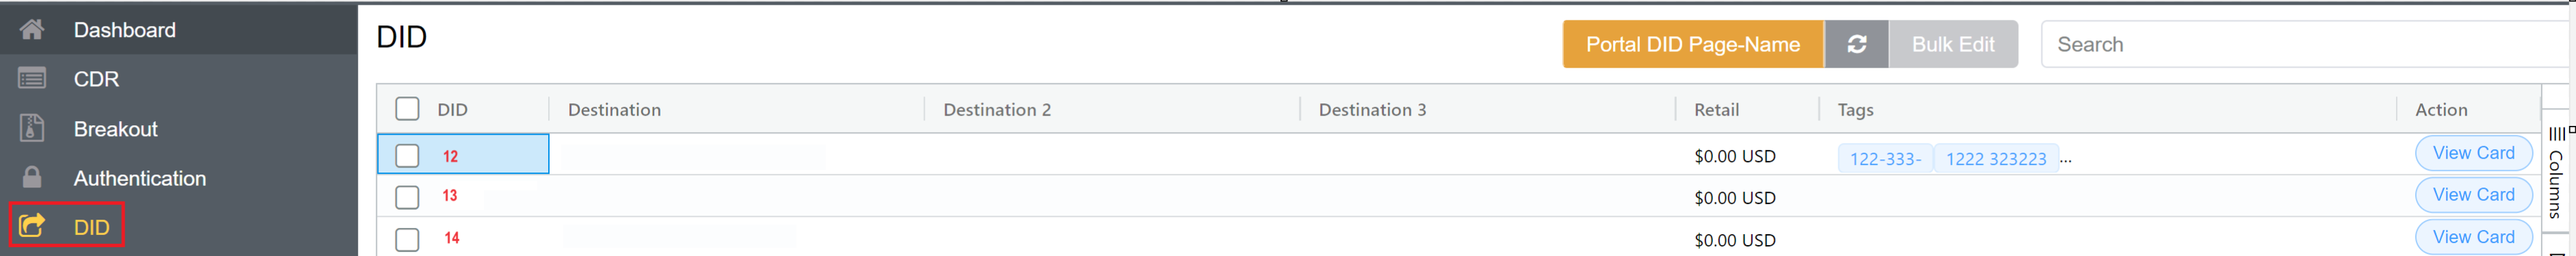 Dashboard
CDR
Breakout
Authentication
DID
DID
Portal DID Page-Name
Bulk Edit
Search
DID Destination Destination 2 Destination 3 Retail Tags Action
12 $0.00 USD 122-333- 1222 323223 ... View Card
13 $0.00 USD View Card
14 $0.00 USD View Card
Columns